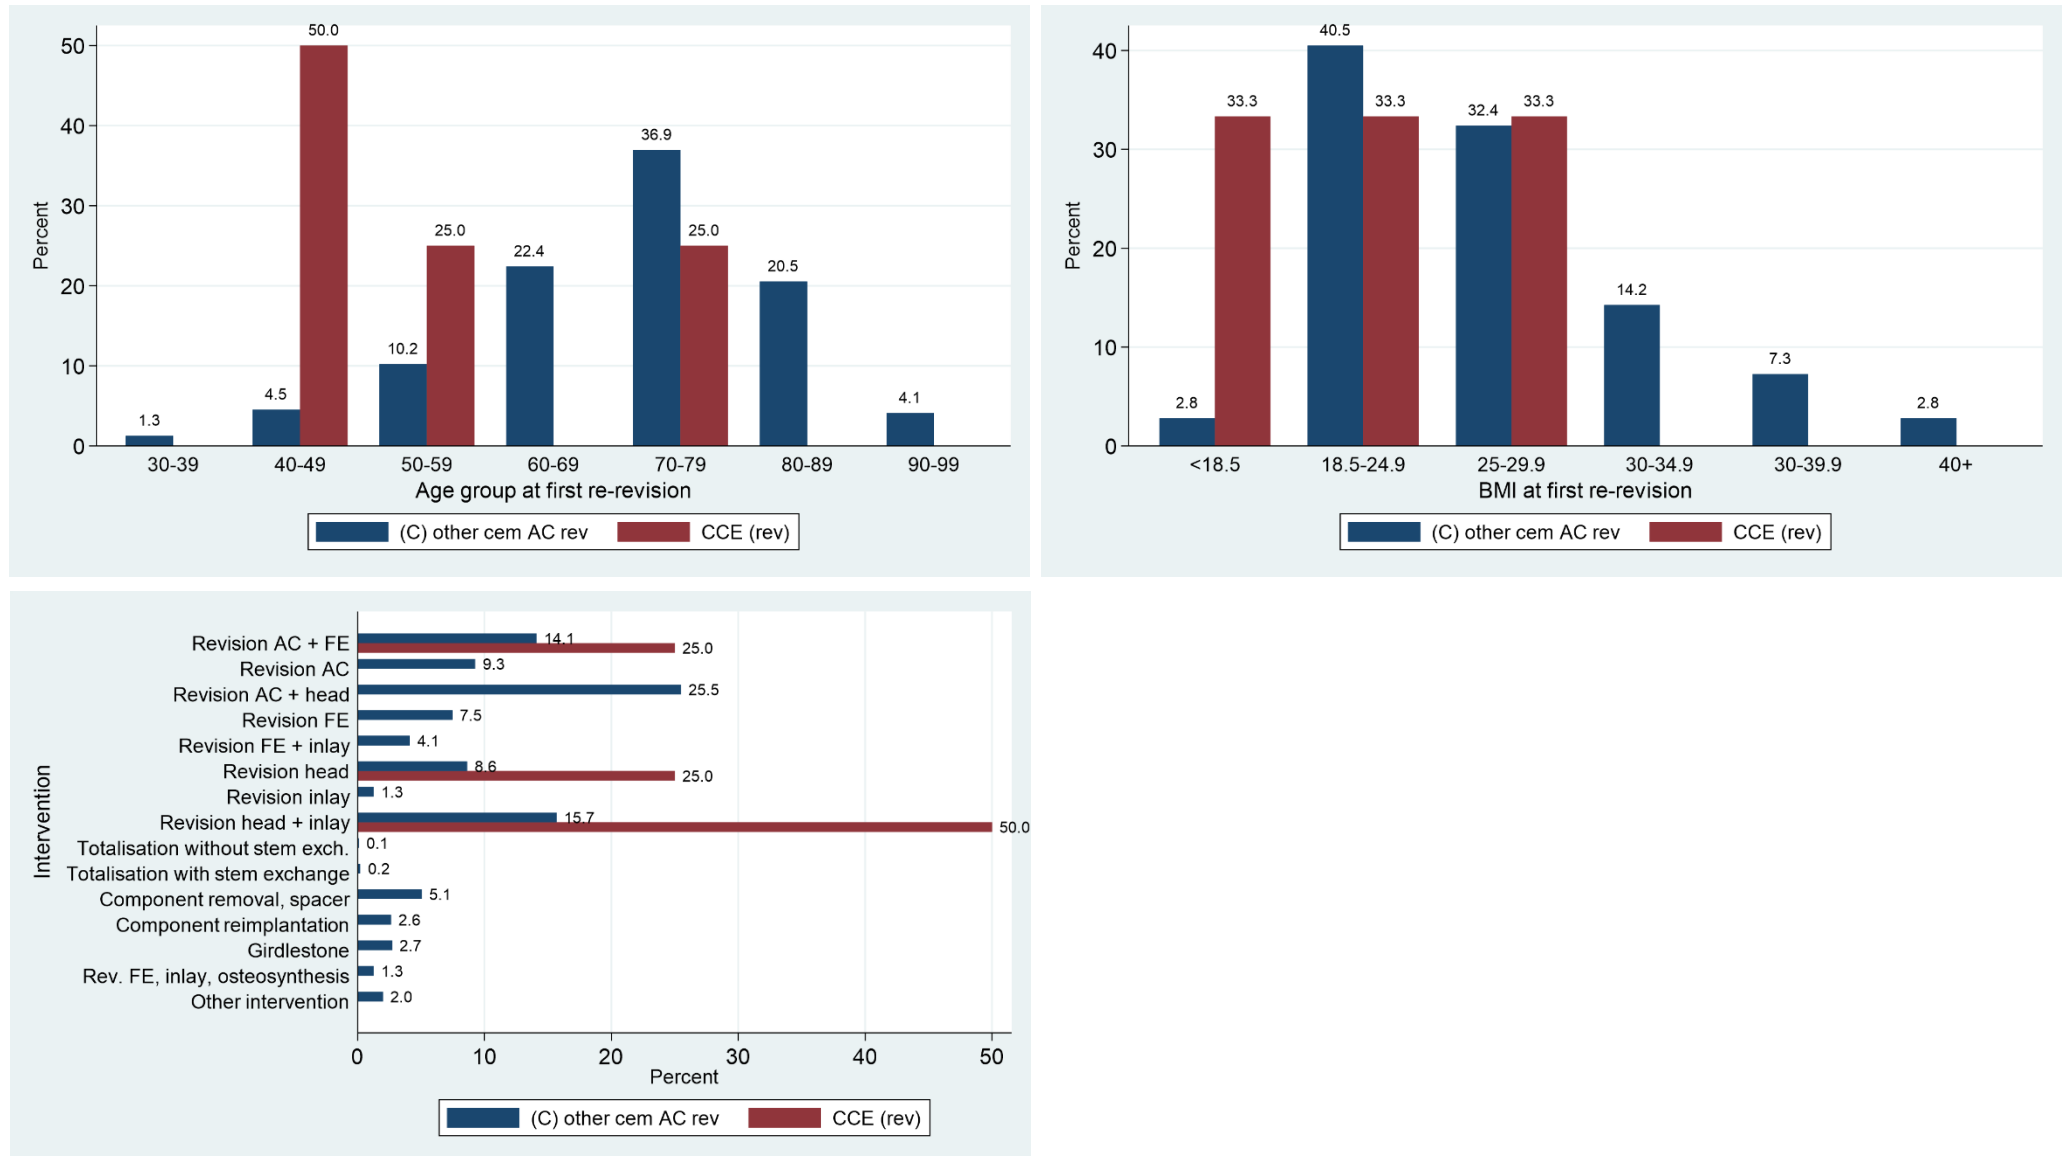 50.0
50
40
36.9
30
25.0
25.0
22.4
20.5
20
10.2
10
4.5
4.1
1.3
0
Percent
30-39 40-49 50-59 60-69 70-79 80-89 90-99
Age group at first re-revision
(C) other cem AC rev CCE (rev)
40.5
40
33.3
33.3
32.4
33.3
30
20
14.2
10
7.3
2.8
2.8
0
Percent
<18.5 18.5-24.9 25-29.9 30-34.9 30-39.9 40+
BMI at first re-revision
(C) other cem AC rev CCE (rev)
Intervention
Revision AC + FE 14.1
25.0
Revision AC 9.3
Revision AC + head 25.5
Revision FE 7.5
Revision FE + inlay 4.1
Revision head 8.6
25.0
Revision inlay 1.3
Revision head + inlay 15.7
50.0
Totalisation without stem exch. 0.1
Totalisation with stem exchange 0.2
Component removal, spacer 5.1
Component reimplantation 2.6
Girdlestone 2.7
Rev. FE, inlay, osteosynthesis 1.3
Other intervention 2.0
0 10 20 30 40 50
Percent
(C) other cem AC rev CCE (rev)